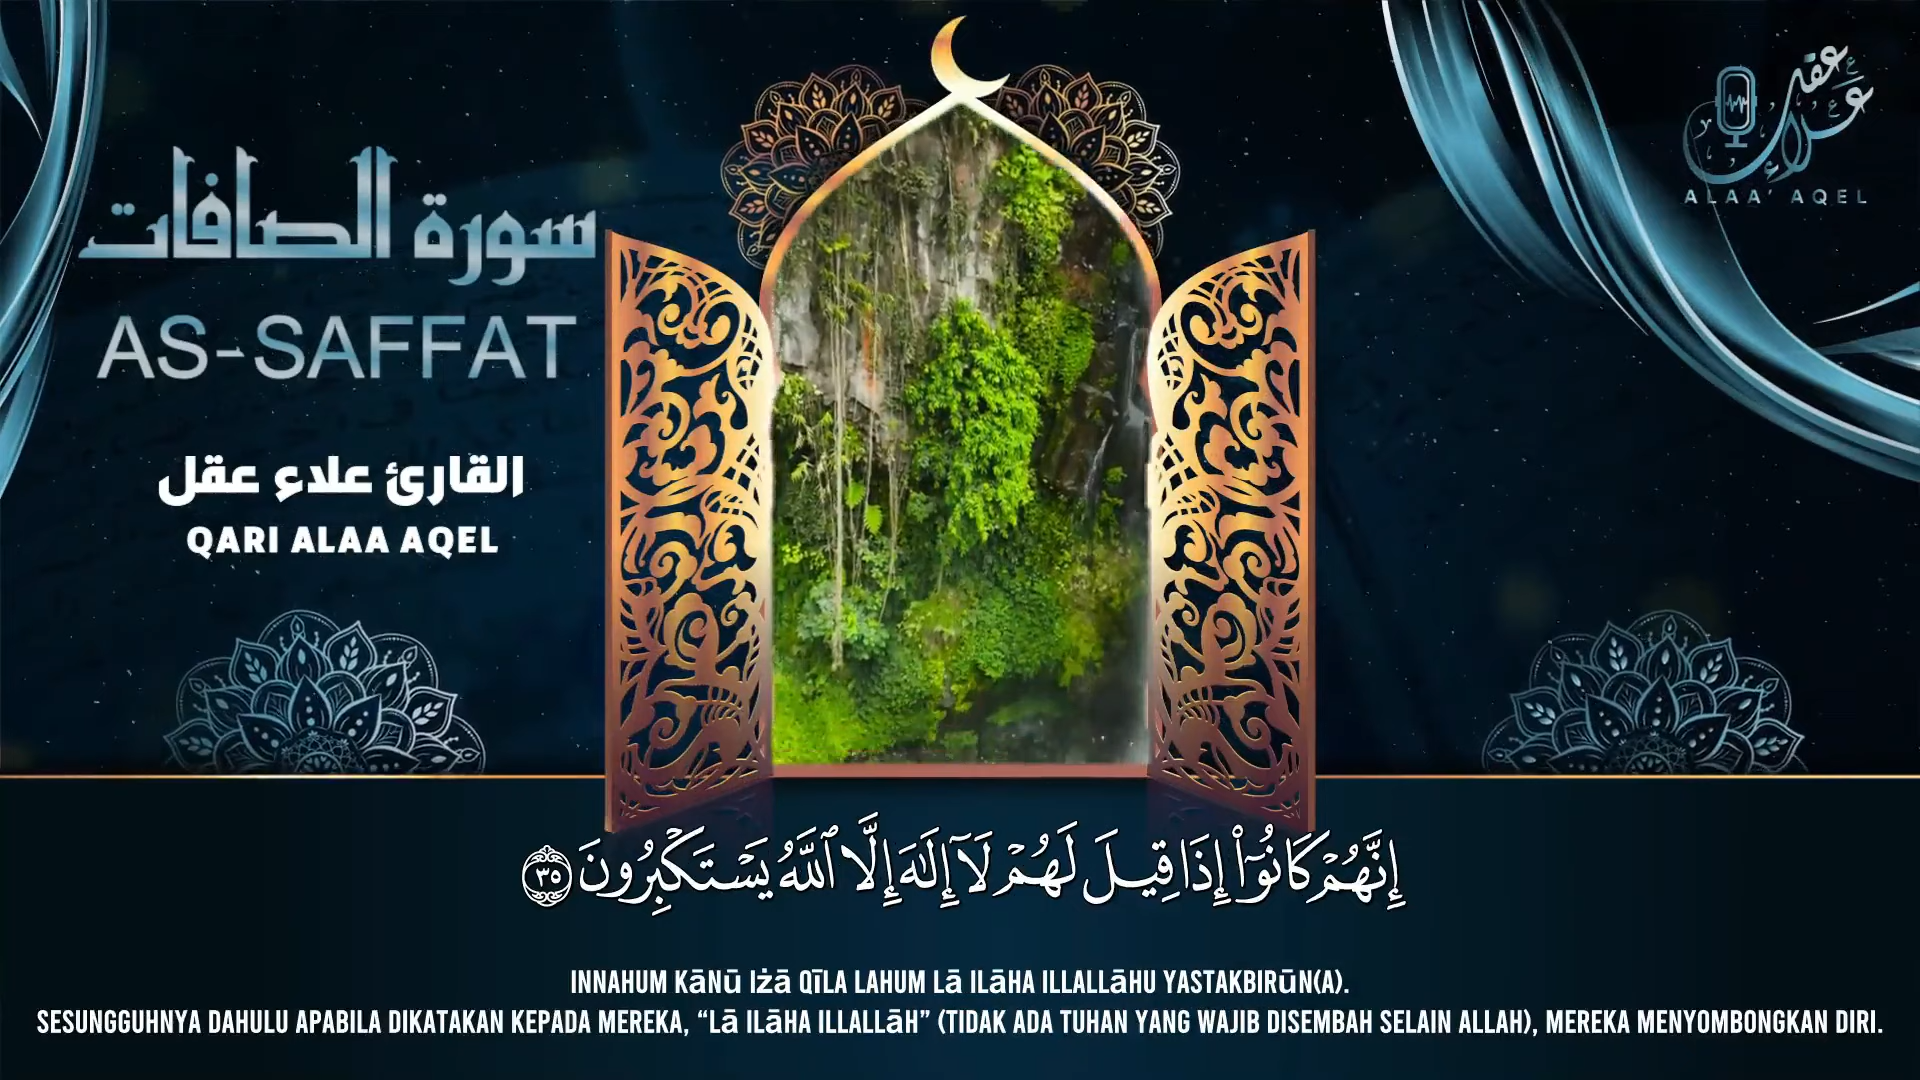 سورة الصافات
AS-SAFFAT
القارئ علاء عقل
QARI ALAA AQEL
علاء عقل
ALAA' AQEL
إِنَّهُمْ كَانُوٓا۟ إِذَا قِيلَ لَهُمْ لَآ إِلَـٰهَ إِلَّا ٱللَّهُ يَسْتَكْبِرُونَ ٣٥
INNAHUM KāNū IżĀ QīLA LAHUM Lā ILāHA ILLALLāHU YASTAKBIRūN(A).
SESUNGGUHNYA DAHULU APABILA DIKATAKAN KEPADA MEREKA, “Lā ILāHA ILLALLāH” (TIDAK ADA TUHAN YANG WAJIB DISEMBAH SELAIN ALLAH), MEREKA MENYOMBONGKAN DIRI.